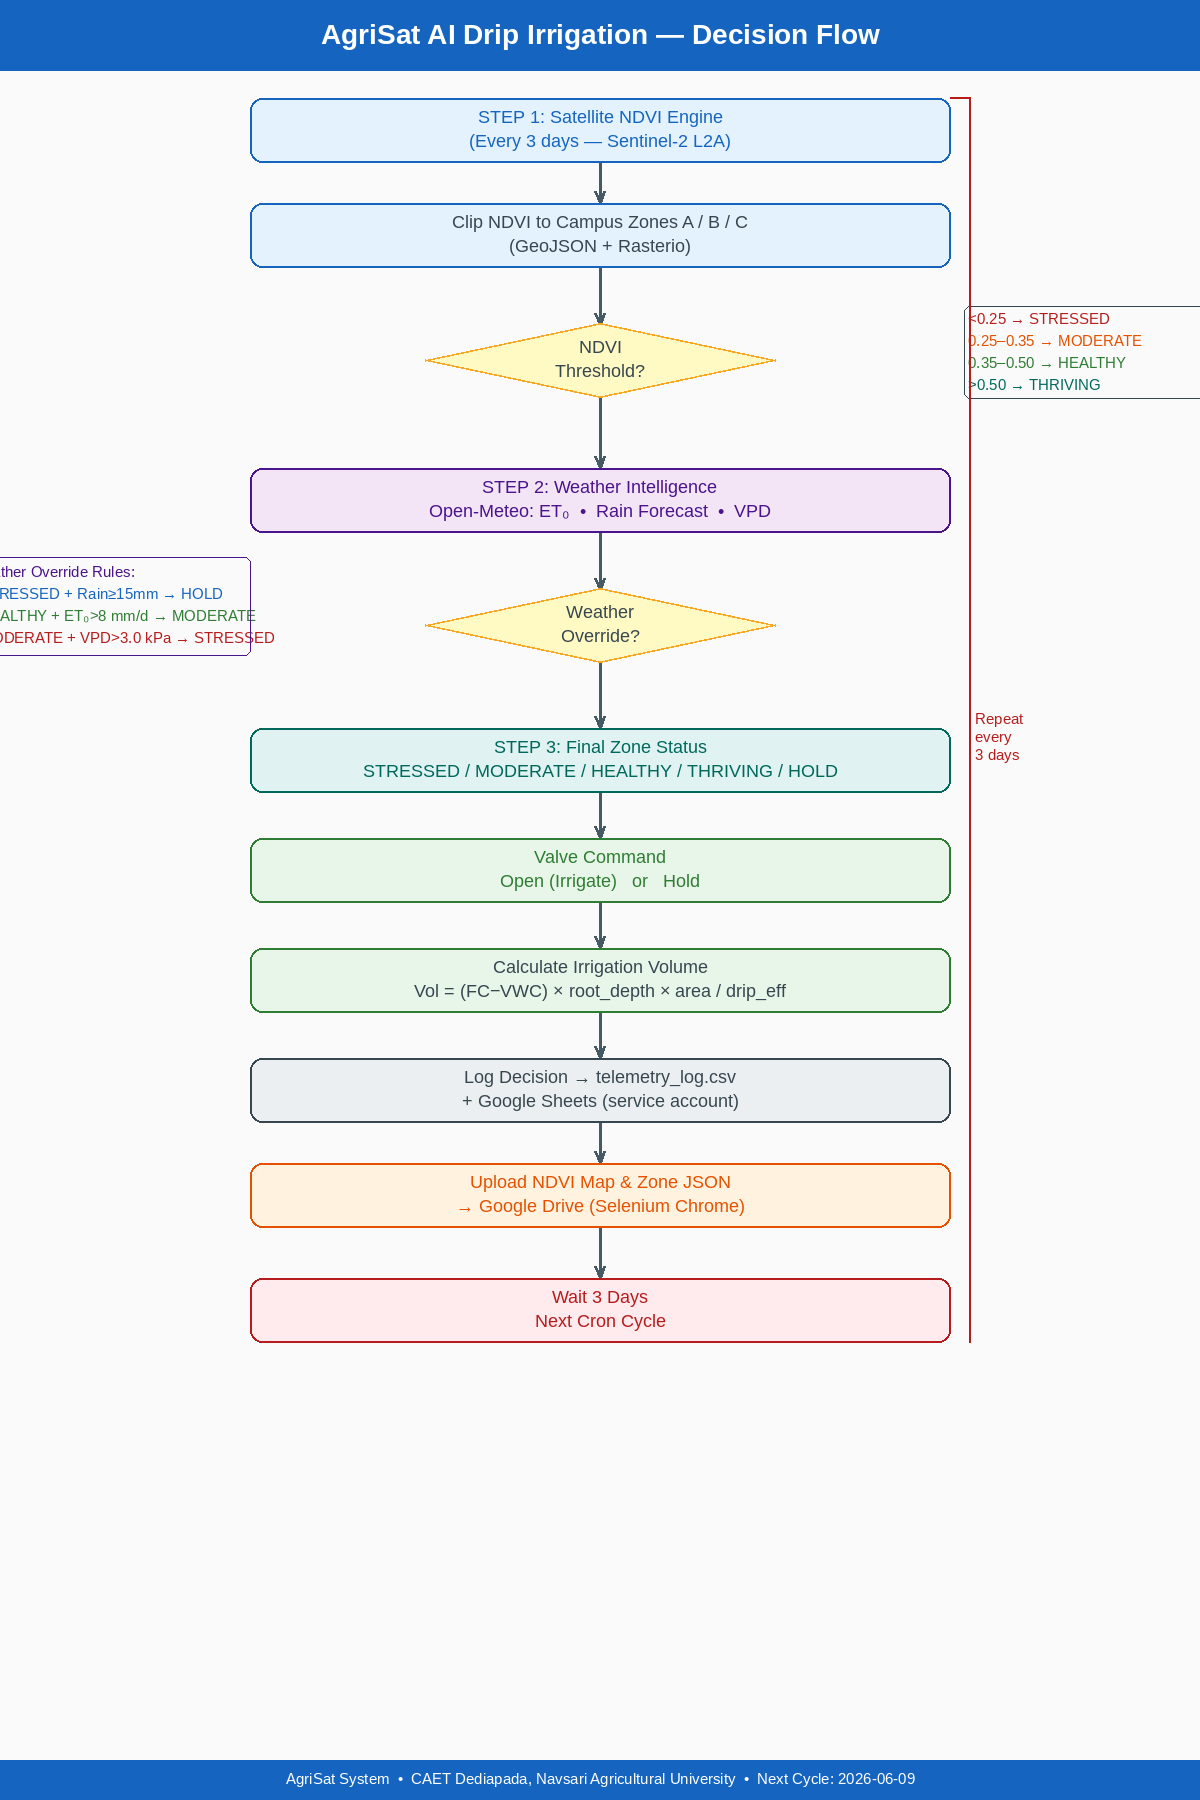 AgriSat AI Drip Irrigation — Decision Flow
STEP 1: Satellite NDVI Engine
(Every 3 days — Sentinel-2 L2A)
Clip NDVI to Campus Zones A / B / C
(GeoJSON + Rasterio)
NDVI
Threshold?
<0.25 → STRESSED
0.25–0.35 → MODERATE
0.35–0.50 → HEALTHY
>0.50 → THRIVING
STEP 2: Weather Intelligence
Open-Meteo: ET₀ • Rain Forecast • VPD
ther Override Rules:
RESSED + Rain≥15mm → HOLD
ALTHY + ET₀>8 mm/d → MODERATE
DERATE + VPD>3.0 kPa → STRESSED
Weather
Override?
STEP 3: Final Zone Status
STRESSED / MODERATE / HEALTHY / THRIVING / HOLD
Repeat
every
3 days
Valve Command
Open (Irrigate) or Hold
Calculate Irrigation Volume
Vol = (FC−VWC) × root_depth × area / drip_eff
Log Decision → telemetry_log.csv
+ Google Sheets (service account)
Upload NDVI Map & Zone JSON
→ Google Drive (Selenium Chrome)
Wait 3 Days
Next Cron Cycle
AgriSat System • CAET Dediapada, Navsari Agricultural University • Next Cycle: 2026-06-09